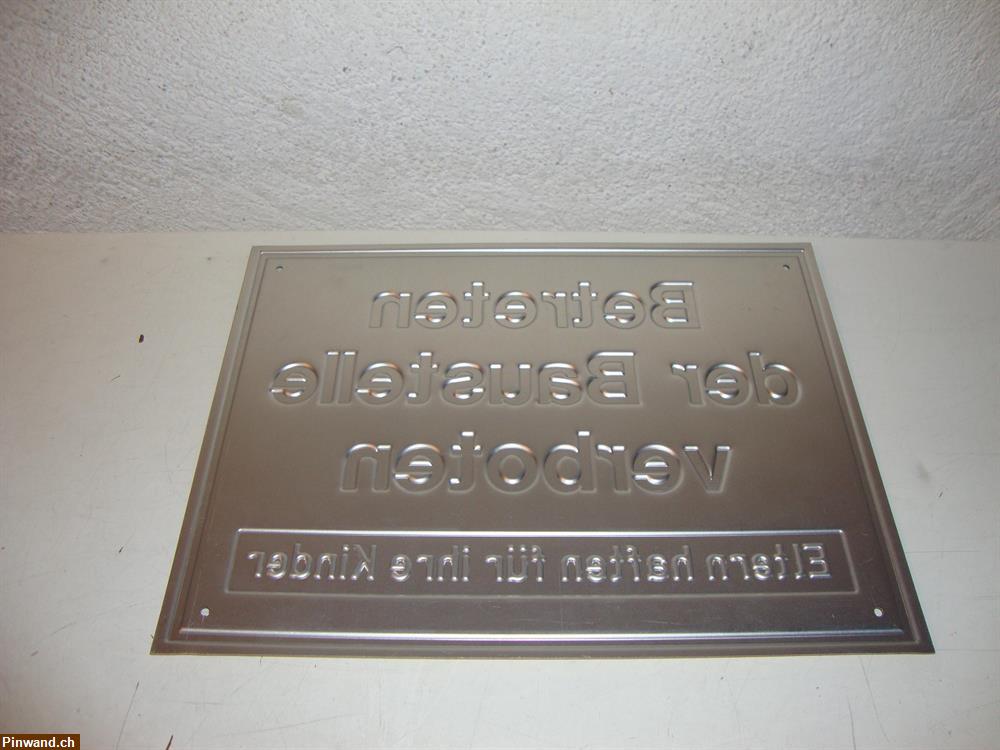 Betreten
der Baustelle
verboten
Eltern haften für ihre Kinder
Pinwand.ch